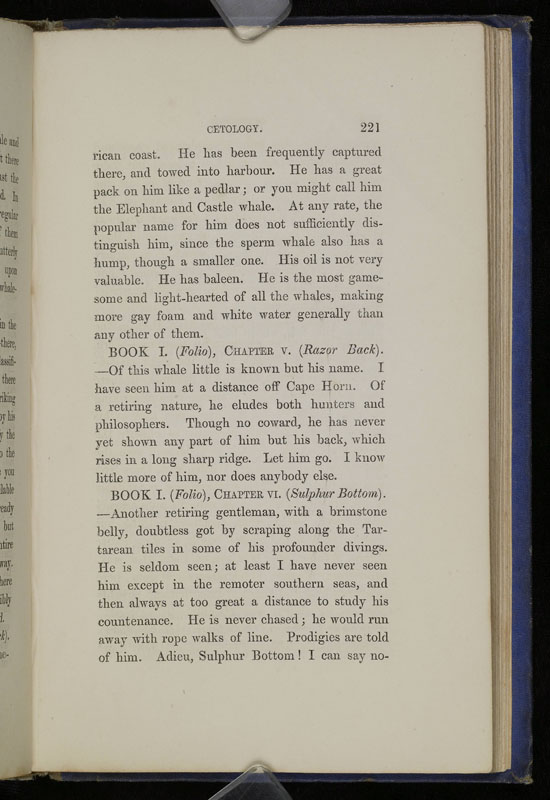 CETOLOGY. 221
rican coast. He has been frequently captured
there, and towed into harbour. He has a great
pack on him like a pedlar; or you might call him
the Elephant and Castle whale. At any rate, the
popular name for him does not sufficiently dis-
tinguish him, since the sperm whale also has a
hump, though a smaller one. His oil is not very
valuable. He has baleen. He is the most game-
some and light-hearted of all the whales, making
more gay foam and white water generally than
any other of them.
BOOK I. (Folio), CHAPTER V. (Razor Back).
—Of this whale little is known but his name. I
have seen him at a distance off Cape Horn. Of
a retiring nature, he eludes both hunters and
philosophers. Though no coward, he has never
yet shown any part of him but his back, which
rises in a long sharp ridge. Let him go. I know
little more of him, nor does anybody else.
BOOK I. (Folio), CHAPTER VI. (Sulphur Bottom).
—Another retiring gentleman, with a brimstone
belly, doubtless got by scraping along the Tar-
tarean tiles in some of his profounder divings.
He is seldom seen; at least I have never seen
him except in the remoter southern seas, and
then always at too great a distance to study his
countenance. He is never chased; he would run
away with rope walks of line. Prodigies are told
of him. Adieu, Sulphur Bottom! I can say no-